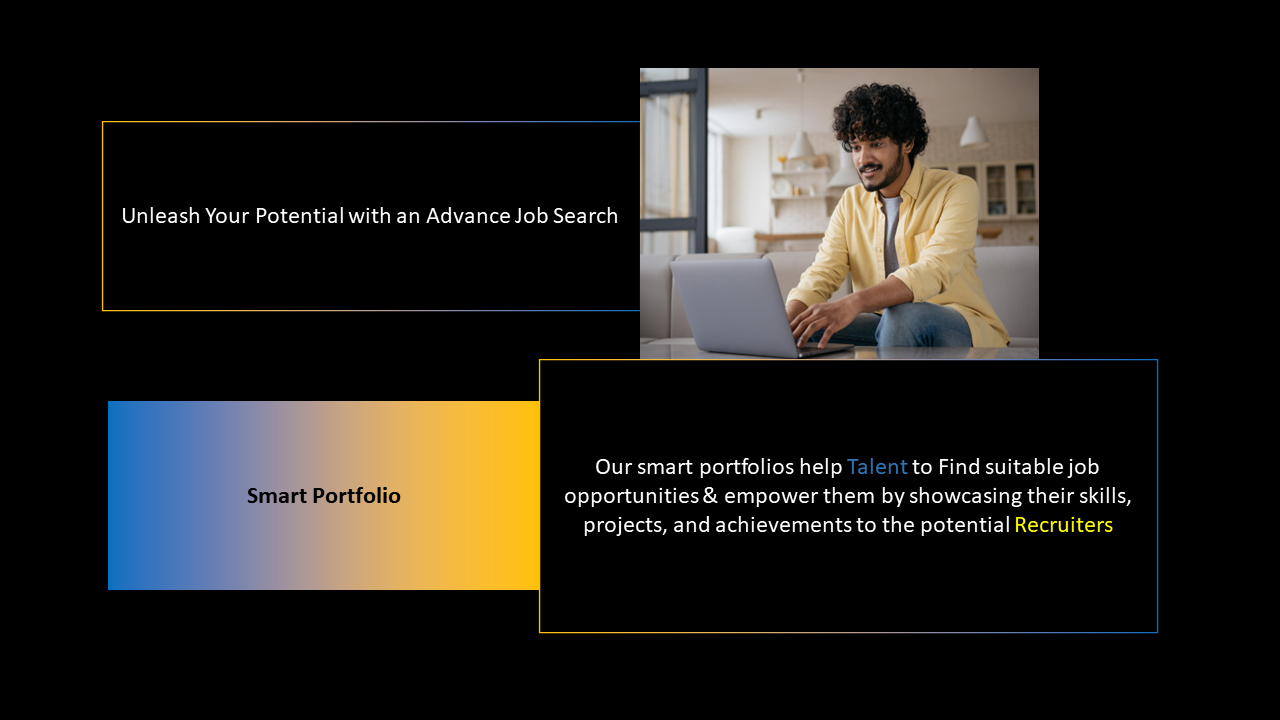 Unleash Your Potential with an Advance Job Search
Smart Portfolio
Our smart portfolios help Talent to Find suitable job
opportunities & empower them by showcasing their skills,
projects, and achievements to the potential Recruiters